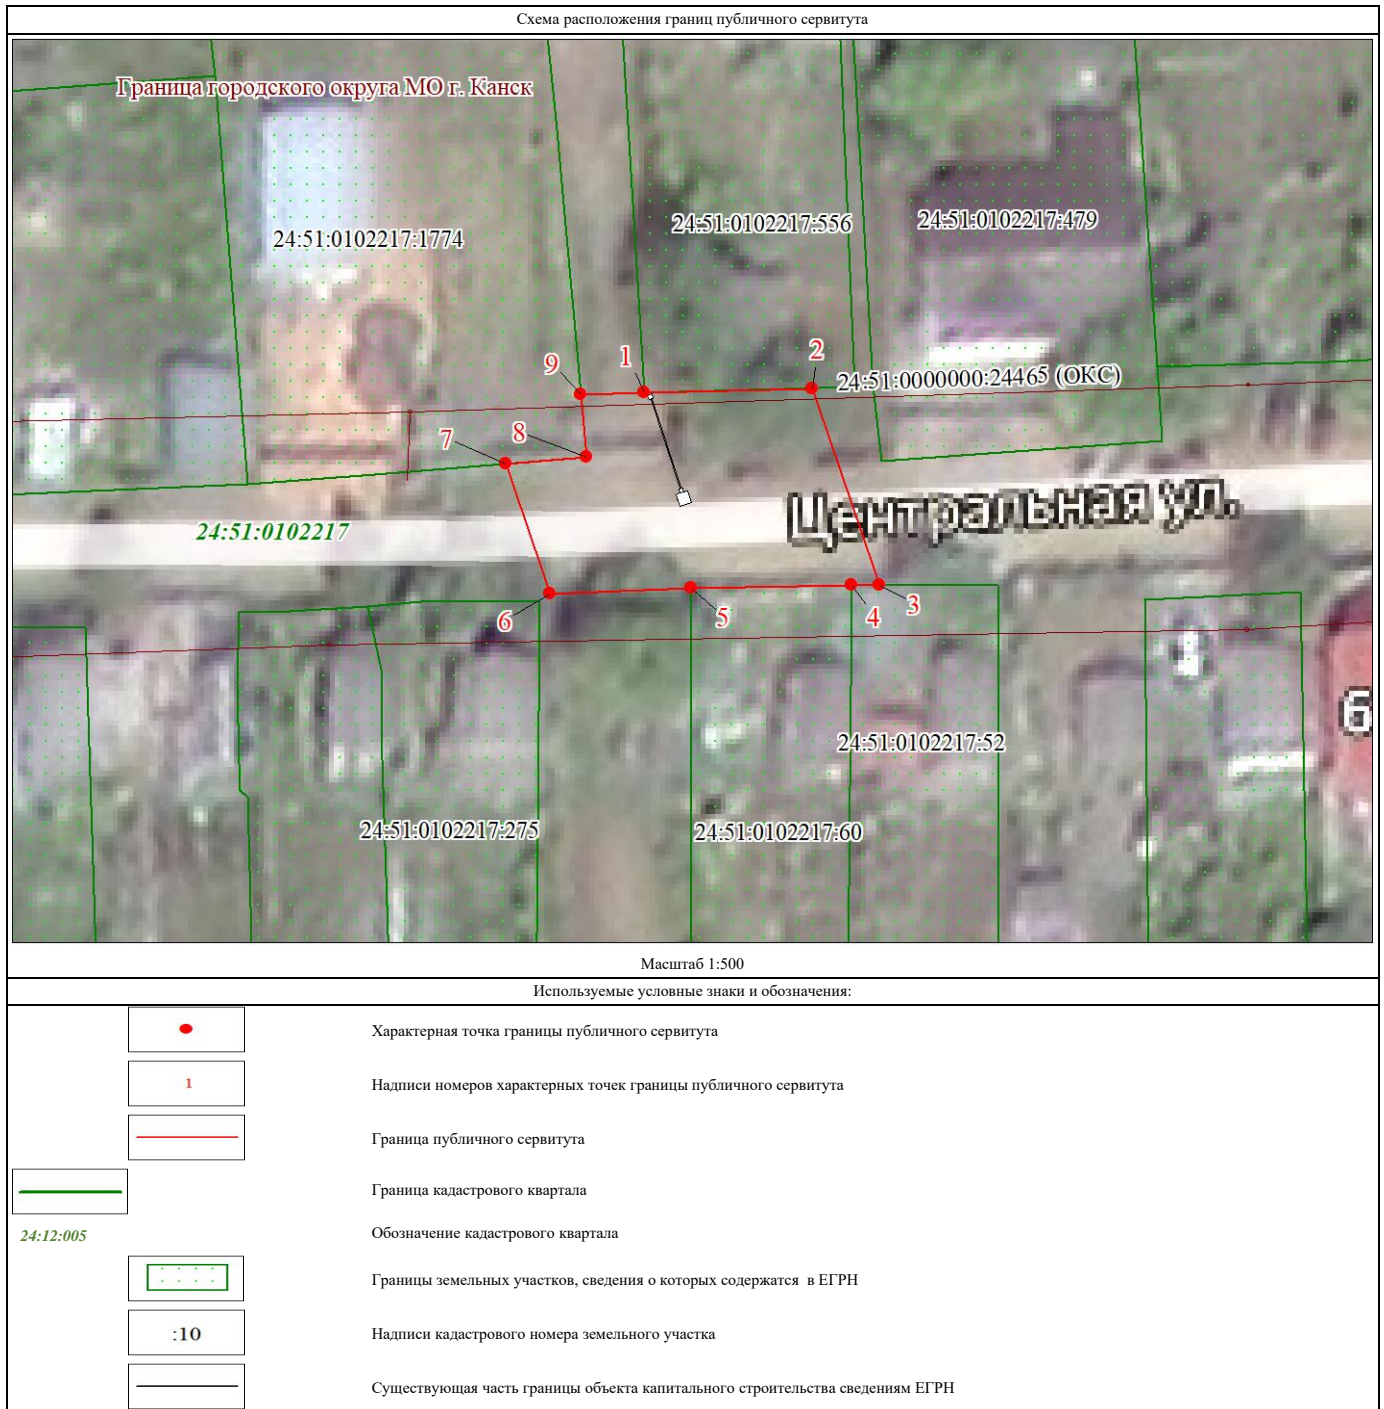 Схема расположения границ публичного сервитута
Граница городского округа МО г. Канск
24:51:0102217:1774
24:51:0102217:556
24:51:0102217:479
9
1
2
24:51:0000000:24465 (ОКС)
7
8
Центральная ул.
24:51:0102217
6
5
4
3
6
24:51:0102217:52
24:51:0102217:275
24:51:0102217:60
Масштаб 1:500
Используемые условные знаки и обозначения:
Характерная точка границы публичного сервитута
1
Надписи номеров характерных точек границы публичного сервитута
Граница публичного сервитута
Граница кадастрового квартала
24:12:005
Обозначение кадастрового квартала
Границы земельных участков, сведения о которых содержатся в ЕГРН
:10
Надписи кадастрового номера земельного участка
Существующая часть границы объекта капитального строительства сведениям ЕГРН